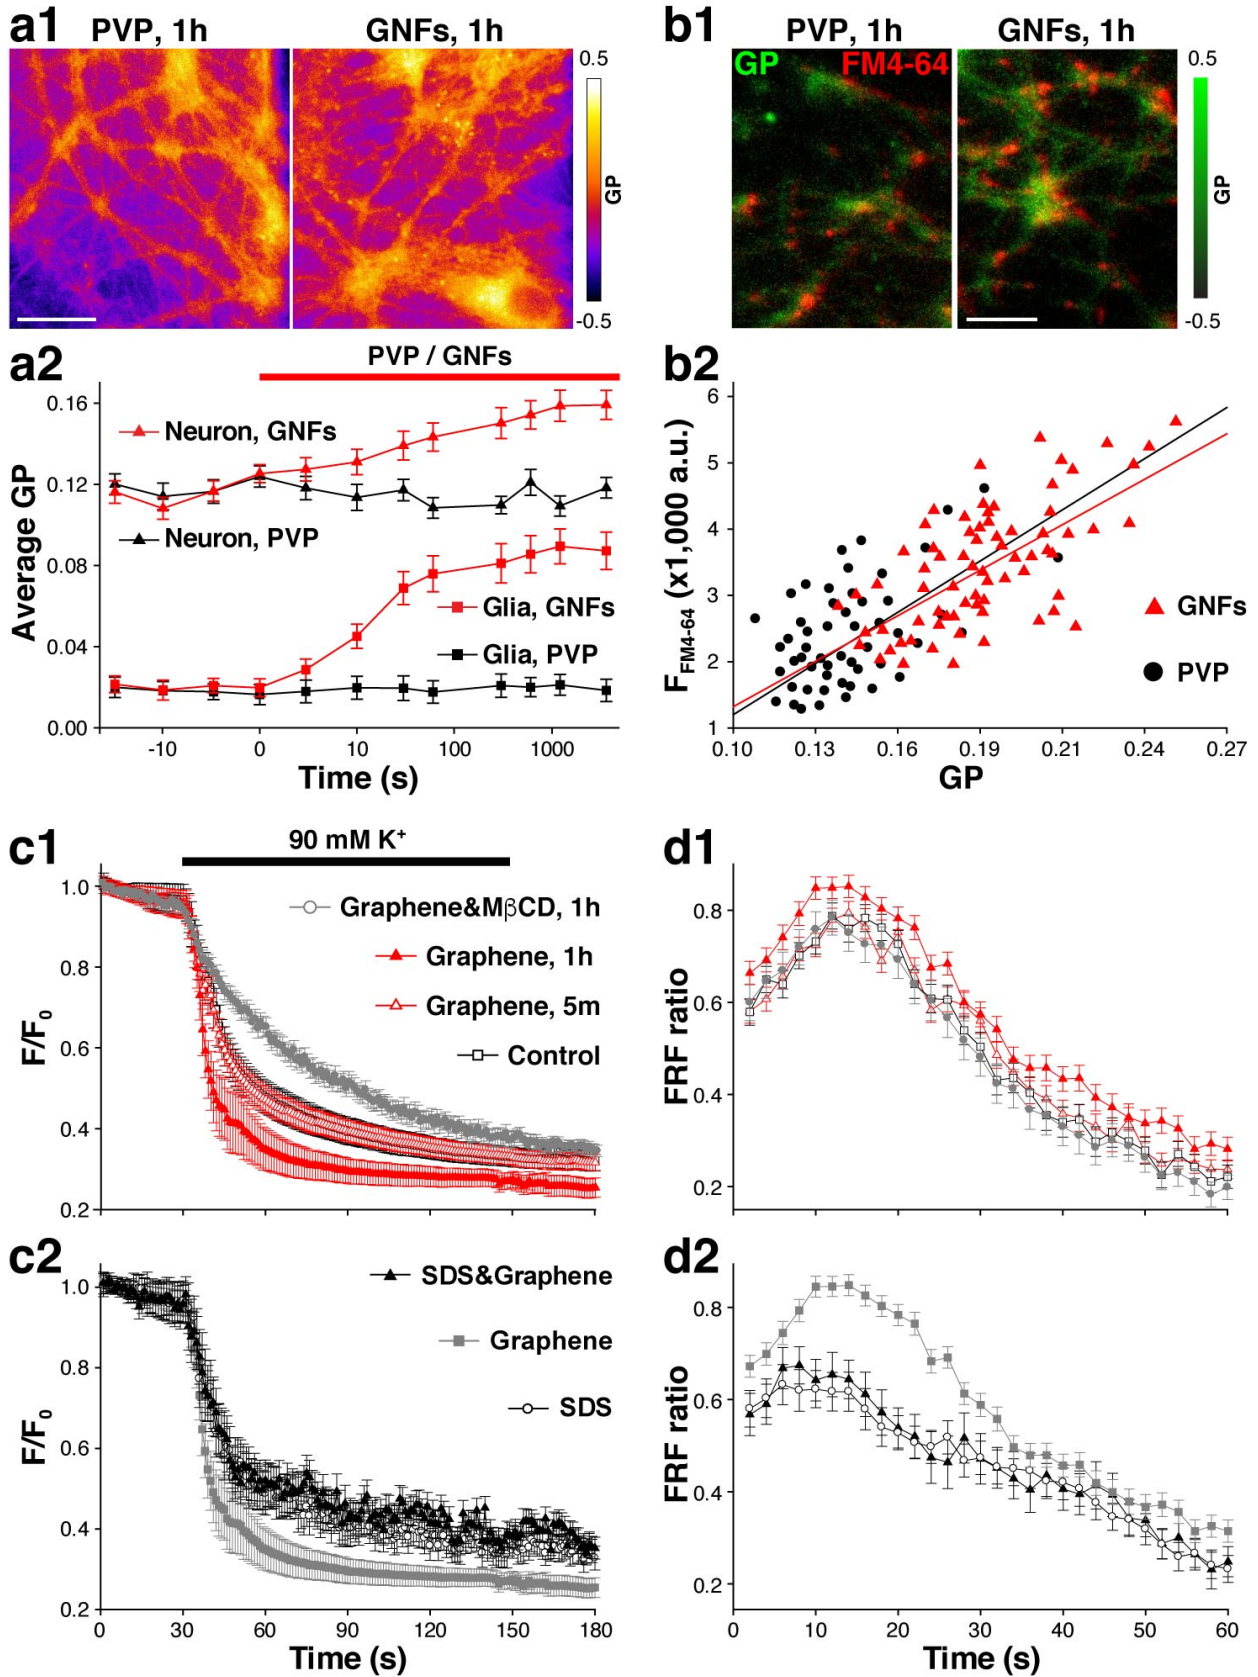 a1
PVP, 1h
GNFs, 1h
0.5
GP
-0.5
b1
PVP, 1h
GNFs, 1h
GP
FM4-64
0.5
GP
-0.5
a2
PVP / GNFs
0.16
0.12
0.08
0.04
0.00
Average GP
Neuron, GNFs
Neuron, PVP
Glia, GNFs
Glia, PVP
-10 0 10 100 1000
Time (s)
b2
6
5
4
3
2
1
FFM4-64 (x1,000 a.u.)
GNFs
PVP
0.10 0.13 0.16 0.19 0.21 0.24 0.27
GP
c1
90 mM K+
1.0
0.8
0.6
0.4
0.2
F/F0
Graphene&MβCD, 1h
Graphene, 1h
Graphene, 5m
Control
d1
0.8
0.6
0.4
0.2
FRF ratio
c2
1.0
0.8
0.6
0.4
0.2
F/F0
SDS&Graphene
Graphene
SDS
0 30 60 90 120 150 180
Time (s)
d2
0.8
0.6
0.4
0.2
FRF ratio
0 10 20 30 40 50 60
Time (s)